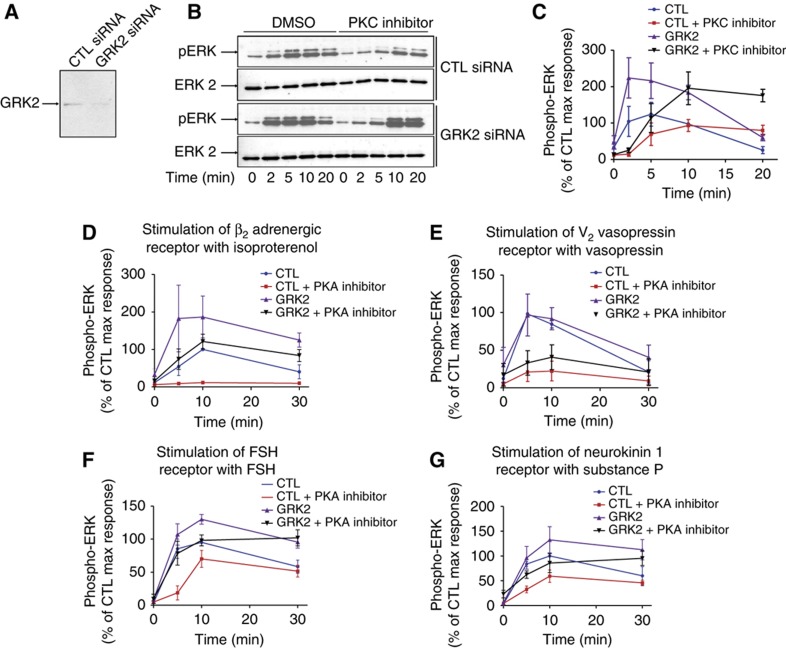 A
CTL siRNA
GRK2 siRNA
GRK2
B
DMSO PKC inhibitor
pERK
ERK 2
CTL siRNA
pERK
ERK 2
GRK2 siRNA
Time (min) 0 2 5 10 20 0 2 5 10 20
C
CTL
CTL + PKC inhibitor
GRK2
GRK2 + PKC inhibitor
Phospho-ERK
(% of CTL max response)
300
200
100
0
0 5 10 15 20
Time (min)
D
Stimulation of β2 adrenergic
receptor with isoproterenol
CTL
CTL + PKA inhibitor
GRK2
GRK2 + PKA inhibitor
Phospho-ERK
(% of CTL max response)
300
200
100
0
0 10 20 30
Time (min)
E
Stimulation of V2 vasopressin
receptor with vasopressin
CTL
CTL + PKA inhibitor
GRK2
GRK2 + PKA inhibitor
Phospho-ERK
(% of CTL max response)
150
100
50
0
0 10 20 30
Time (min)
F
Stimulation of FSH
receptor with FSH
CTL
CTL + PKA inhibitor
GRK2
GRK2 + PKA inhibitor
Phospho-ERK
(% of CTL max response)
150
100
50
0
0 10 20 30
Time (min)
G
Stimulation of neurokinin 1
receptor with substance P
CTL
CTL + PKA inhibitor
GRK2
GRK2 + PKA inhibitor
Phospho-ERK
(% of CTL max response)
200
150
100
50
0
0 10 20 30
Time (min)